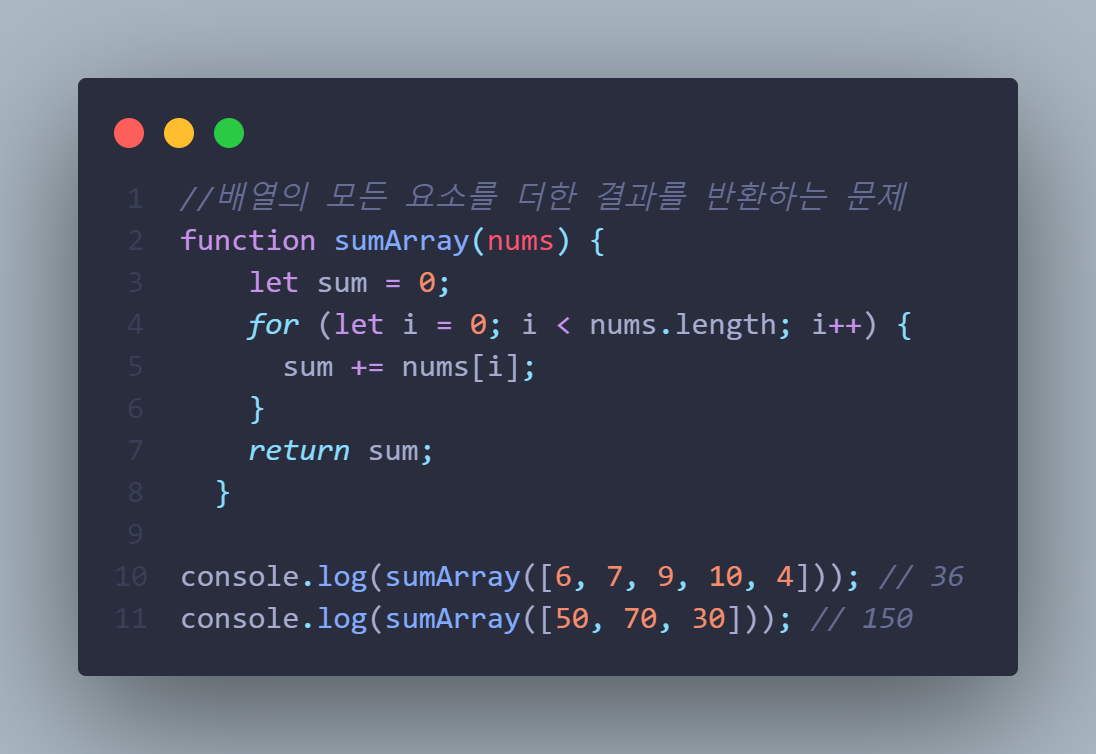 1 //배열의 모든 요소를 더한 결과를 반환하는 문제
2 function sumArray(nums) {
3     let sum = 0;
4     for (let i = 0; i < nums.length; i++) {
5       sum += nums[i];
6     }
7     return sum;
8   }
9
10 console.log(sumArray([6, 7, 9, 10, 4])); // 36
11 console.log(sumArray([50, 70, 30])); // 150